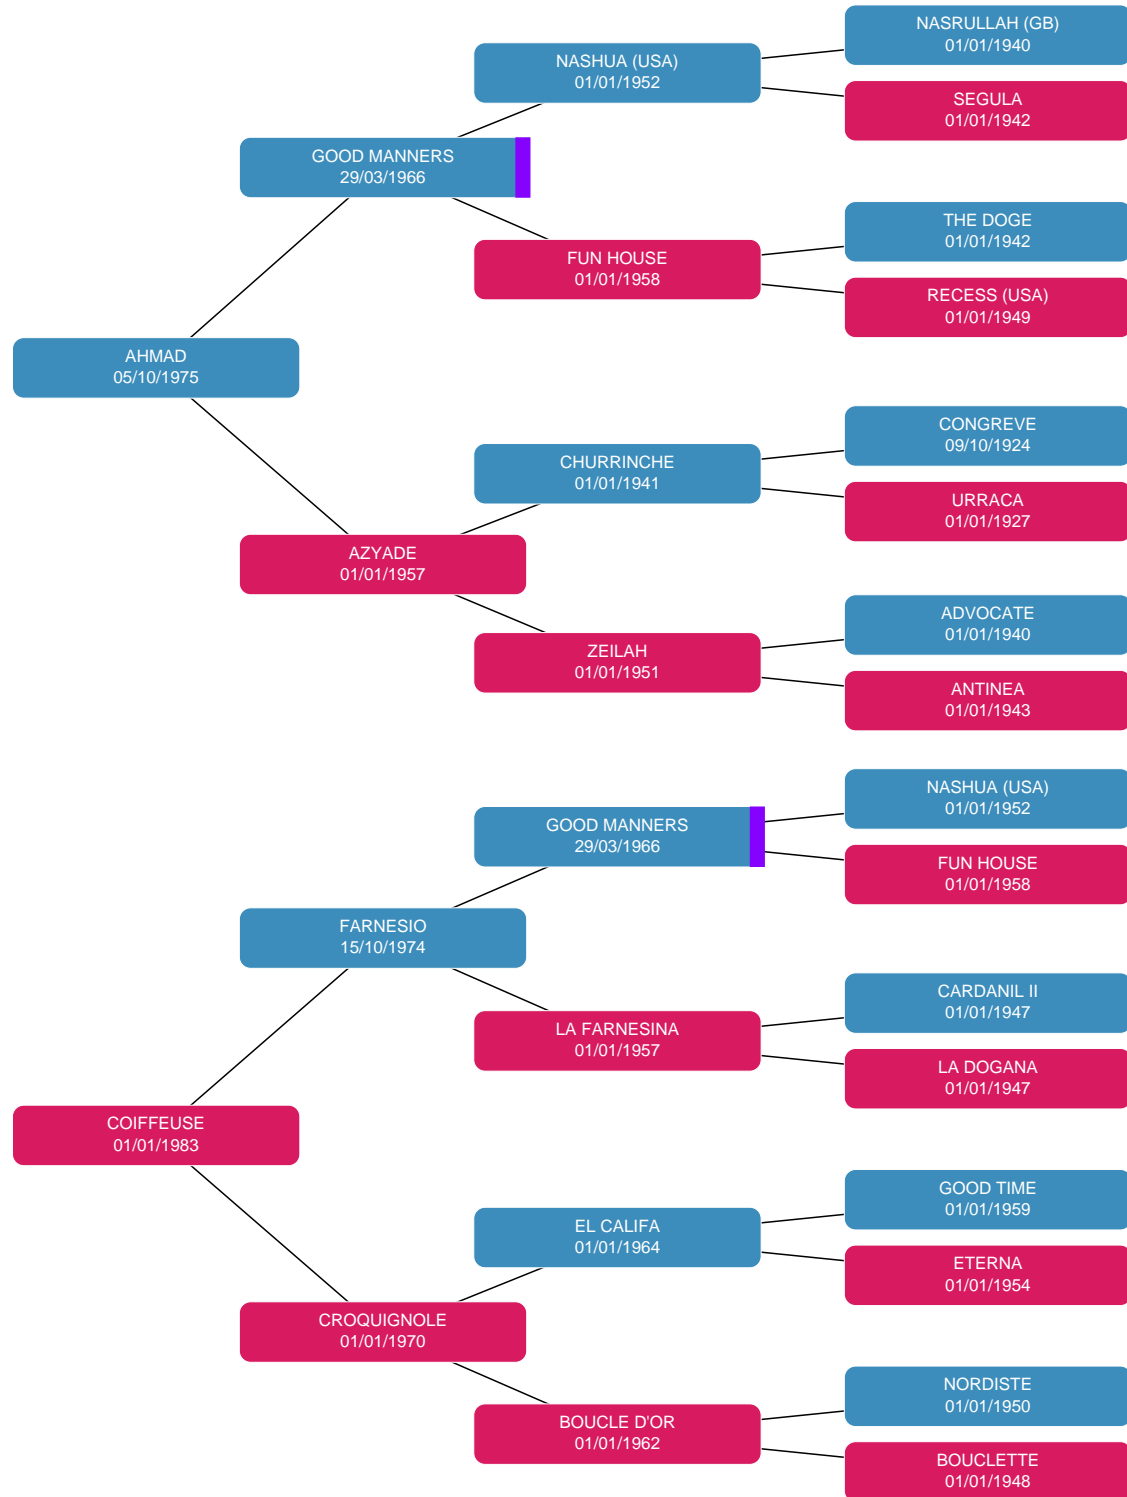 NASRULLAH (GB)
01/01/1940
NASHUA (USA)
01/01/1952
SEGULA
01/01/1942
GOOD MANNERS
29/03/1966
THE DOGE
01/01/1942
FUN HOUSE
01/01/1958
RECESS (USA)
01/01/1949
AHMAD
05/10/1975
CONGREVE
09/10/1924
CHURRINCHE
01/01/1941
URRACA
01/01/1927
AZYADE
01/01/1957
ADVOCATE
01/01/1940
ZEILAH
01/01/1951
ANTINEA
01/01/1943
NASHUA (USA)
01/01/1952
GOOD MANNERS
29/03/1966
FUN HOUSE
01/01/1958
FARNESIO
15/10/1974
CARDANIL II
01/01/1947
LA FARNESINA
01/01/1957
LA DOGANA
01/01/1947
COIFFEUSE
01/01/1983
GOOD TIME
01/01/1959
EL CALIFA
01/01/1964
ETERNA
01/01/1954
CROQUIGNOLE
01/01/1970
NORDISTE
01/01/1950
BOUCLE D'OR
01/01/1962
BOUCLETTE
01/01/1948